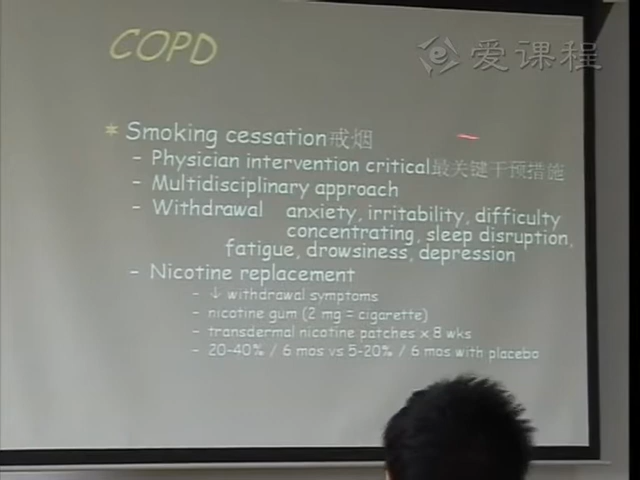 COPD
爱课程
* Smoking cessation戒烟
- Physician intervention critical最关键干预措施
- Multidisciplinary approach
- Withdrawal anxiety, irritability, difficulty
concentrating, sleep disruption,
fatigue, drowsiness, depression
- Nicotine replacement
- ↓ withdrawal symptoms
- nicotine gum (2 mg = cigarette)
- transdermal nicotine patches x 8 wks
- 20-40% / 6 mos vs 5-20% / 6 mos with placebo